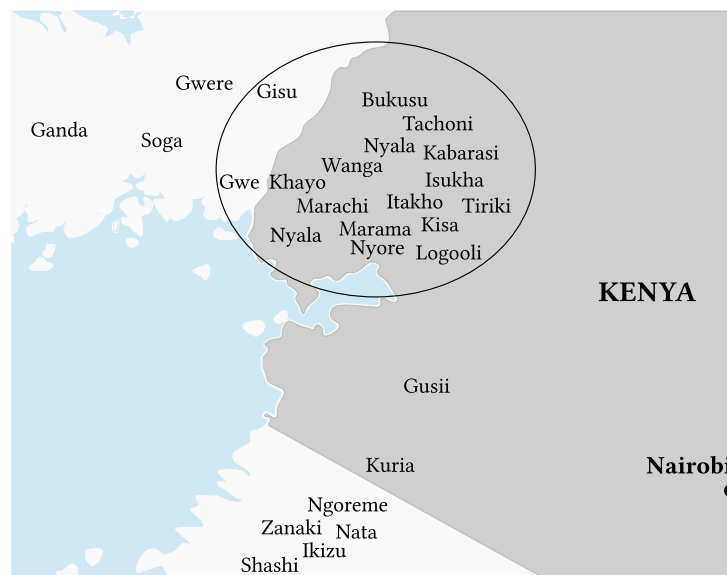 Gwere
Gisu
Bukusu
Ganda
Soga
Tachoni
Nyala
Kabarasi
Wanga
Gwe
Khayo
Isukha
Marachi
Itakho
Tiriki
Nyala
Marama
Kisa
Nyore
Logooli
KENYA
Gusii
Kuria
Nairobi
Ngoreme
Zanaki
Nata
Ikizu
Shashi